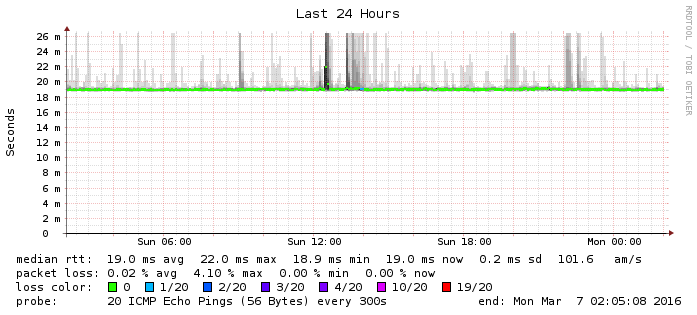 Last 24 Hours
RRDTOOL / TOBI OETIKER
Seconds
26 m
24 m
22 m
20 m
18 m
16 m
14 m
12 m
10 m
8 m
6 m
4 m
2 m
0
Sun 06:00 Sun 12:00 Sun 18:00 Mon 00:00
median rtt: 19.0 ms avg 22.0 ms max 18.9 ms min 19.0 ms now 0.2 ms sd 101.6 am/s
packet loss: 0.02 % avg 4.10 % max 0.00 % min 0.00 % now
loss color: 0 1/20 2/20 3/20 4/20 10/20 19/20
probe: 20 ICMP Echo Pings (56 Bytes) every 300s end: Mon Mar 7 02:05:08 2016